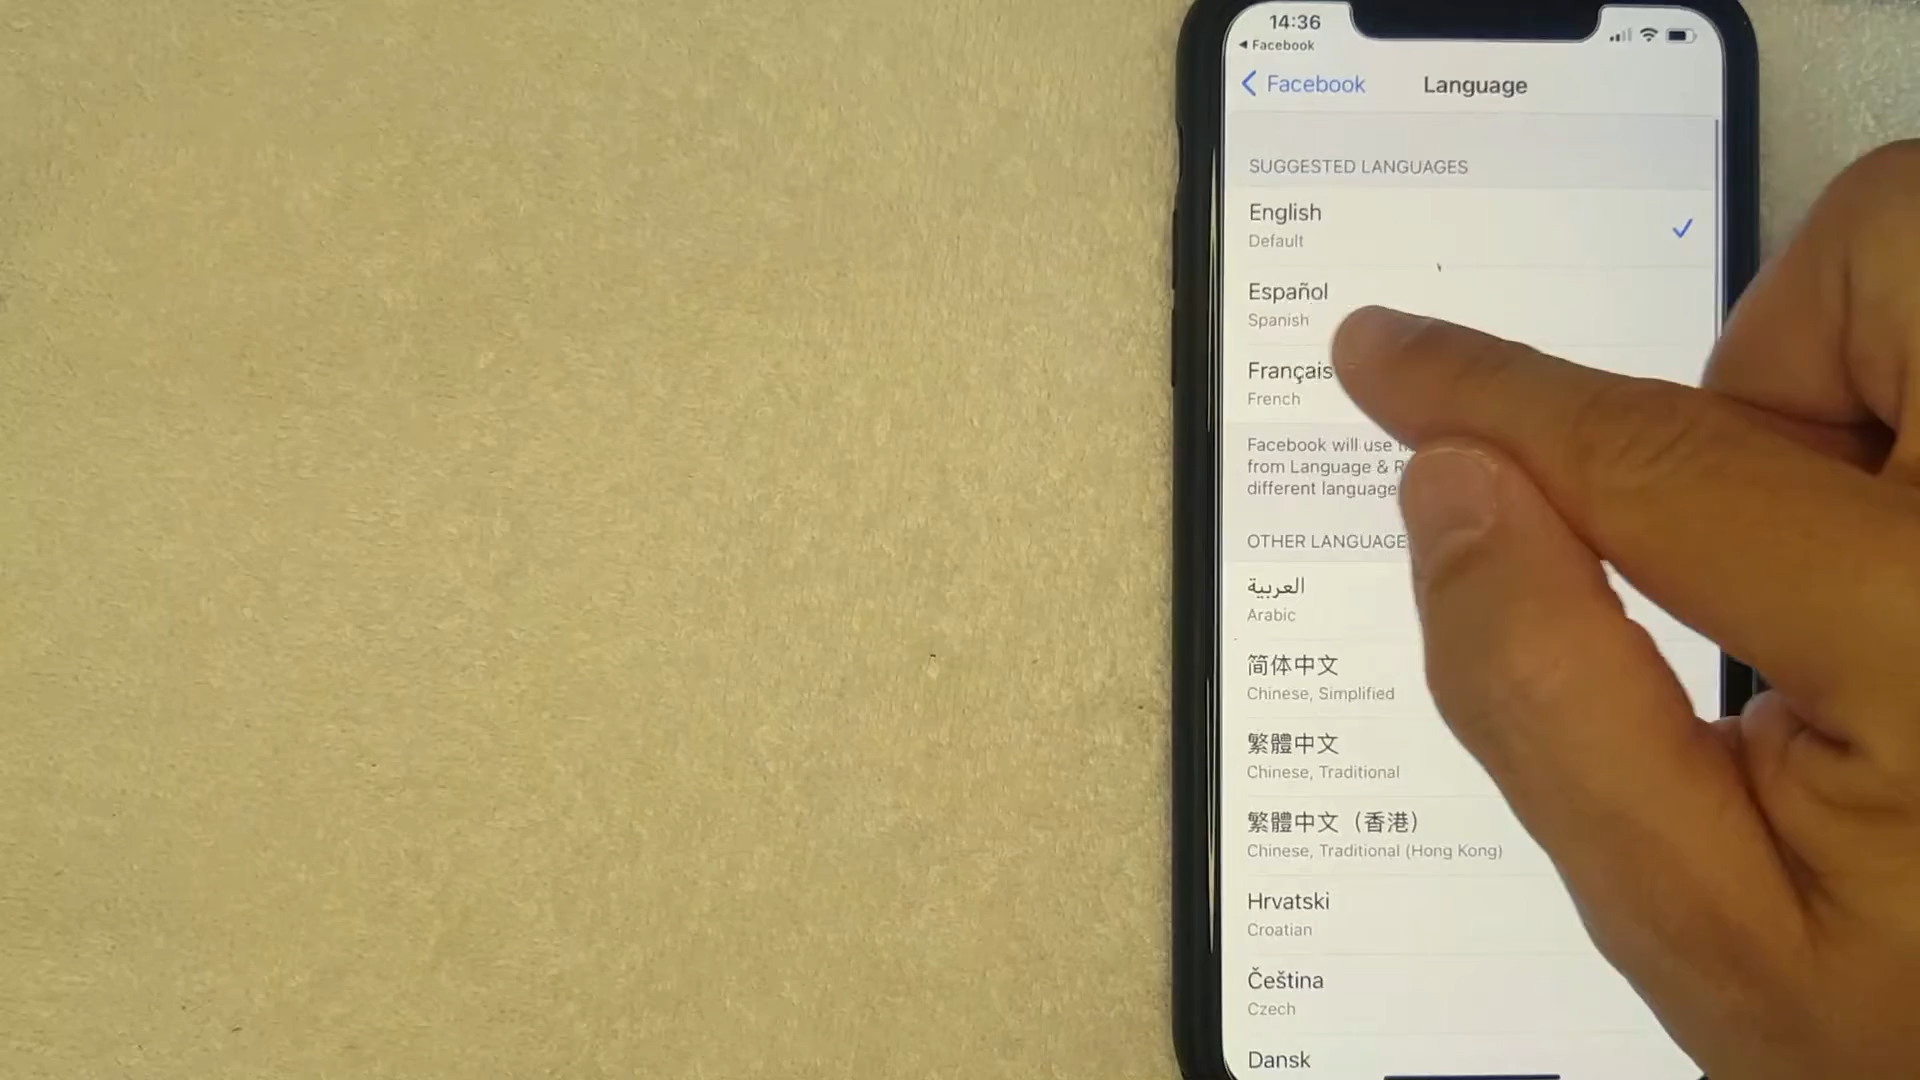 14:36
Facebook
Facebook
Language
SUGGESTED LANGUAGES
English
Default
Español
Spanish
Français
French
Facebook will use
from Language &
different language
OTHER LANGUAGE
العربية
Arabic
简体中文
Chinese, Simplified
繁體中文
Chinese, Traditional
繁體中文（香港）
Chinese, Traditional (Hong Kong)
Hrvatski
Croatian
Čeština
Czech
Dansk